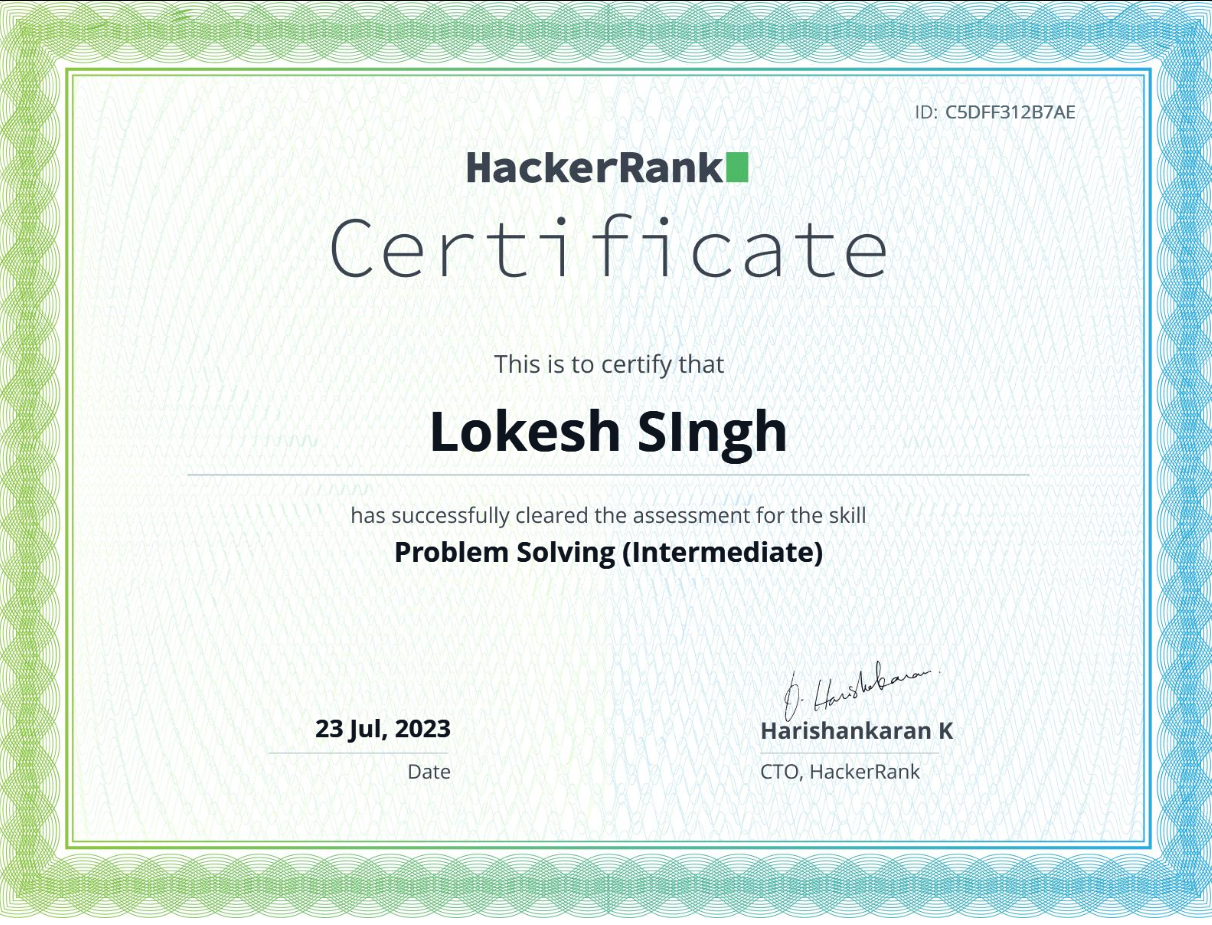 ID: C5DFF312B7AE
HackerRank
Certificate
This is to certify that
Lokesh SIngh
has successfully cleared the assessment for the skill
Problem Solving (Intermediate)
D. Harishankaran
23 Jul, 2023
Harishankaran K
Date
CTO, HackerRank